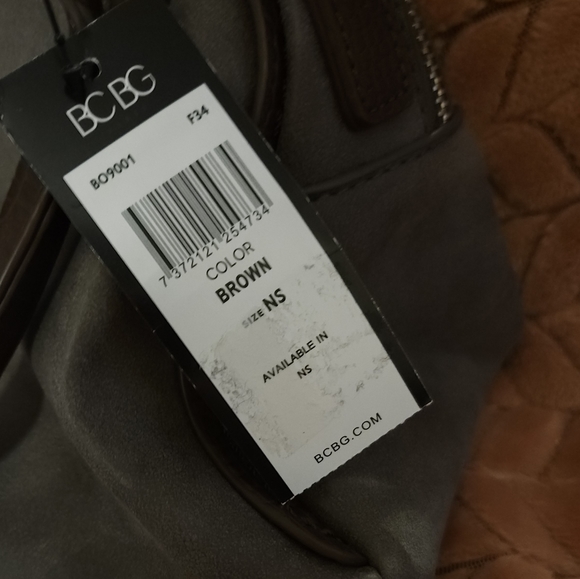 BCBG
BO9001 F34
7 372121 254734
COLOR
BROWN
SIZE NS
AVAILABLE IN
NS
BCBG.COM